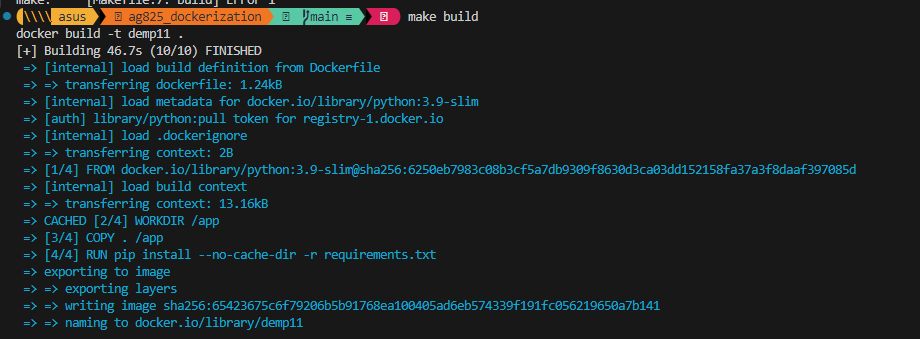 make: *** [Makefile:7: build] Error 1
\\\\ asus ag825_dockerization main ≡ make build
docker build -t demp11 .
[+] Building 46.7s (10/10) FINISHED
=> [internal] load build definition from Dockerfile
=> => transferring dockerfile: 1.24kB
=> [internal] load metadata for docker.io/library/python:3.9-slim
=> [auth] library/python:pull token for registry-1.docker.io
=> [internal] load .dockerignore
=> => transferring context: 2B
=> [1/4] FROM docker.io/library/python:3.9-slim@sha256:6250eb7983c08b3cf5a7db9309f8630d3ca03dd152158fa37a3f8daaf397085d
=> [internal] load build context
=> => transferring context: 13.16kB
=> CACHED [2/4] WORKDIR /app
=> [3/4] COPY . /app
=> [4/4] RUN pip install --no-cache-dir -r requirements.txt
=> exporting to image
=> => exporting layers
=> => writing image sha256:65423675c6f79206b5b91768ea100405ad6eb574339f191fc056219650a7b141
=> => naming to docker.io/library/demp11